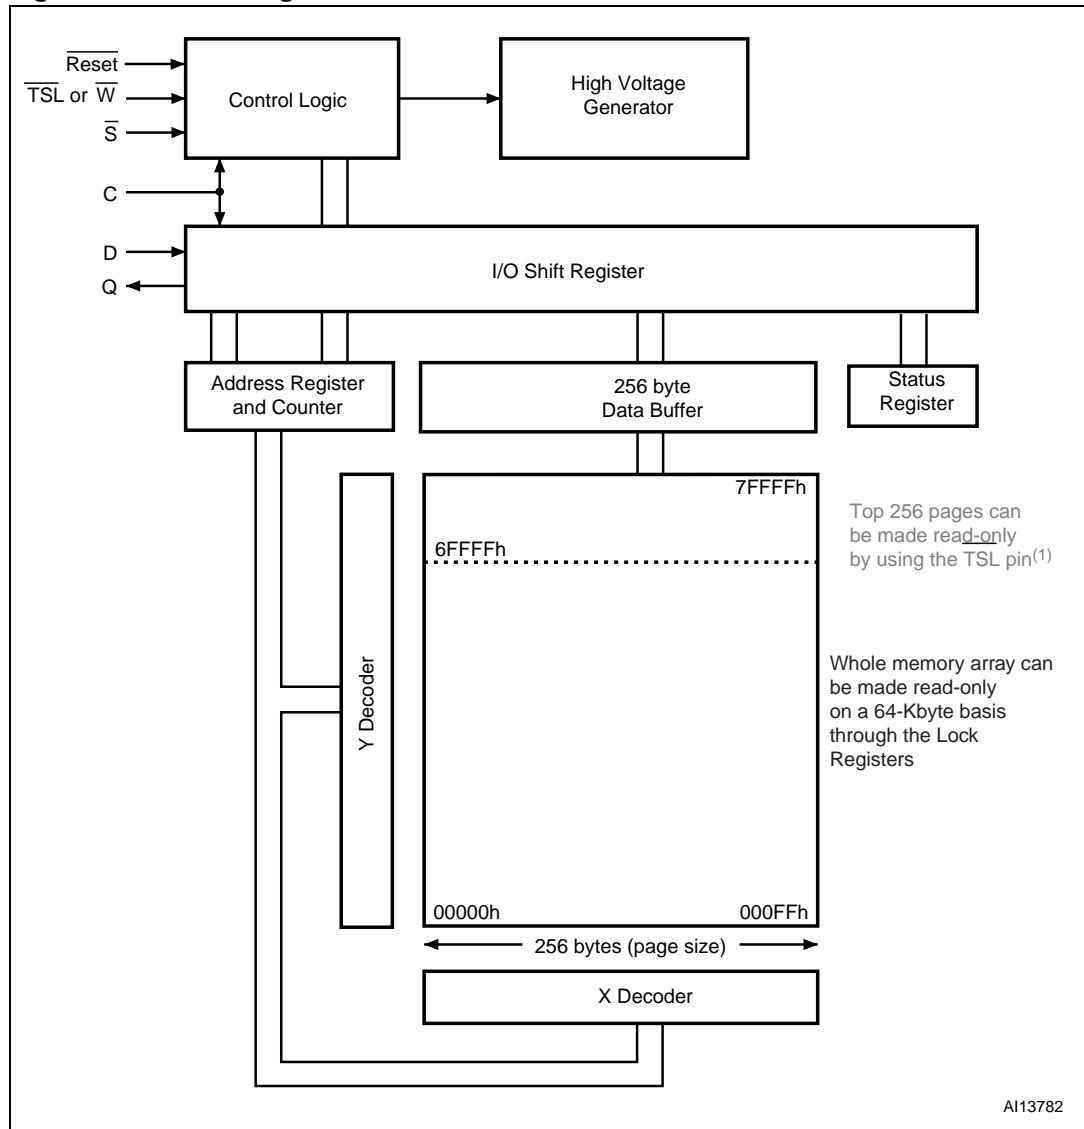 Reset
TSL or W
S
C
D
Q
Control Logic
High Voltage
Generator
I/O Shift Register
Address Register
and Counter
256 byte
Data Buffer
Status
Register
7FFFFh
6FFFFh
Top 256 pages can
be made read-only
by using the TSL pin(1)
Y Decoder
Whole memory array can
be made read-only
on a 64-Kbyte basis
through the Lock
Registers
00000h
000FFh
256 bytes (page size)
X Decoder
AI13782